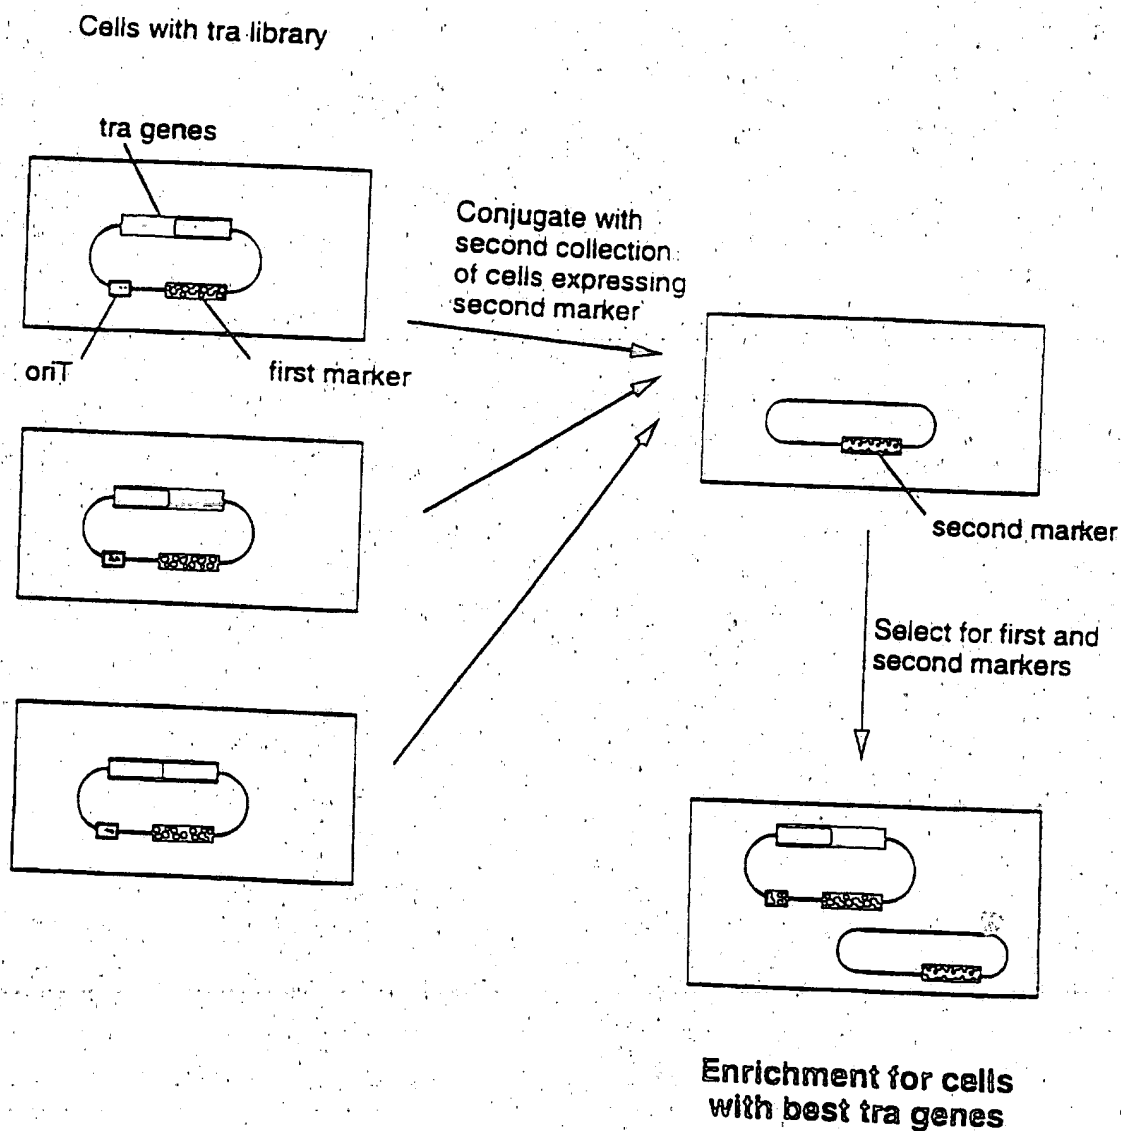 Cells with tra library
tra genes
Conjugate with
second collection
of cells expressing
second marker
oriT
first marker
second marker
Select for first and
second markers
Enrichment for cells
with best tra genes